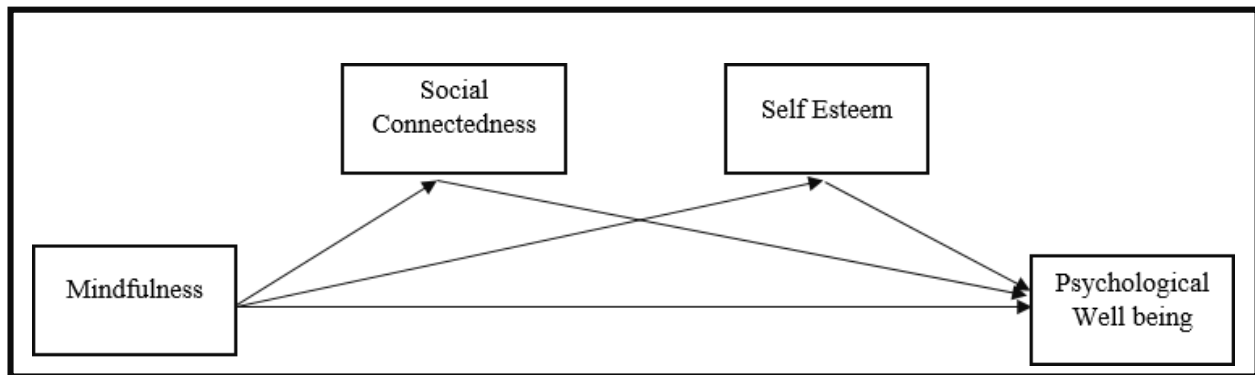 Social
Connectedness
Self Esteem
Mindfulness
Psychological
Well being